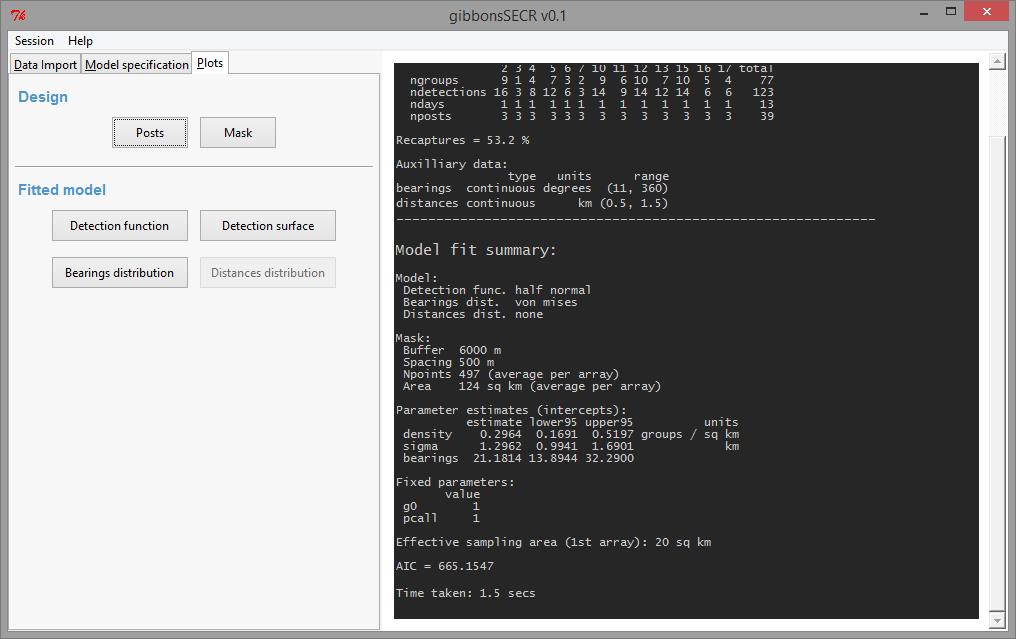 gibbonsSECR v0.1
Session Help
Data Import Model specification Plots
Design
Posts Mask
Fitted model
Detection function Detection surface
Bearings distribution Distances distribution
2 3 4 5 6 7 10 11 12 13 15 16 17 total
ngroups 9 1 4 7 3 2 9 6 10 7 10 5 4 77
ndetections 16 3 8 12 6 3 14 9 14 12 14 6 6 123
ndays 1 1 1 1 1 1 1 1 1 1 1 1 1 13
nposts 3 3 3 3 3 3 3 3 3 3 3 3 3 39
Recaptures = 53.2 %
Auxilliary data:
type units range
bearings continuous degrees (11, 360)
distances continuous km (0.5, 1.5)
--------------------------------------------------------------------
Model fit summary:
Model:
Detection func. half normal
Bearings dist. von mises
Distances dist. none
Mask:
Buffer 6000 m
Spacing 500 m
Npoints 497 (average per array)
Area 124 sq km (average per array)
Parameter estimates (intercepts):
estimate lower95 upper95 units
density 0.2964 0.1691 0.5197 groups / sq km
sigma 1.2962 0.9941 1.6901 km
bearings 21.1814 13.8944 32.2900
Fixed parameters:
value
g0 1
pcall 1
Effective sampling area (1st array): 20 sq km
AIC = 665.1547
Time taken: 1.5 secs